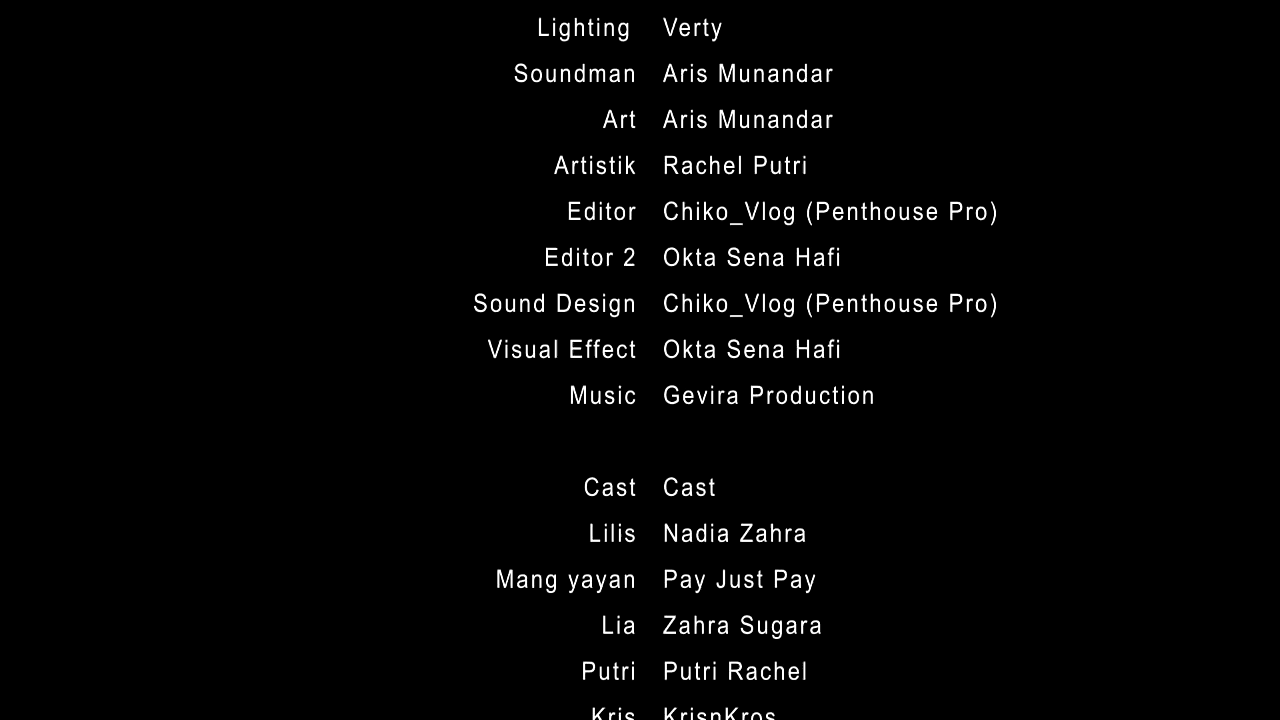 Lighting Verty
Soundman Aris Munandar
Art Aris Munandar
Artistik Rachel Putri
Editor Chiko_Vlog (Penthouse Pro)
Editor 2 Okta Sena Hafi
Sound Design Chiko_Vlog (Penthouse Pro)
Visual Effect Okta Sena Hafi
Music Gevira Production
Cast Cast
Lilis Nadia Zahra
Mang yayan Pay Just Pay
Lia Zahra Sugara
Putri Putri Rachel
Kris KrisnKros